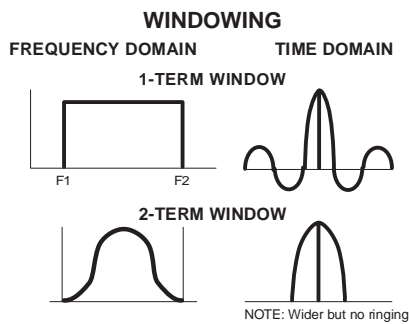 WINDOWING
FREQUENCY DOMAIN TIME DOMAIN
1-TERM WINDOW
F1 F2
2-TERM WINDOW
NOTE: Wider but no ringing